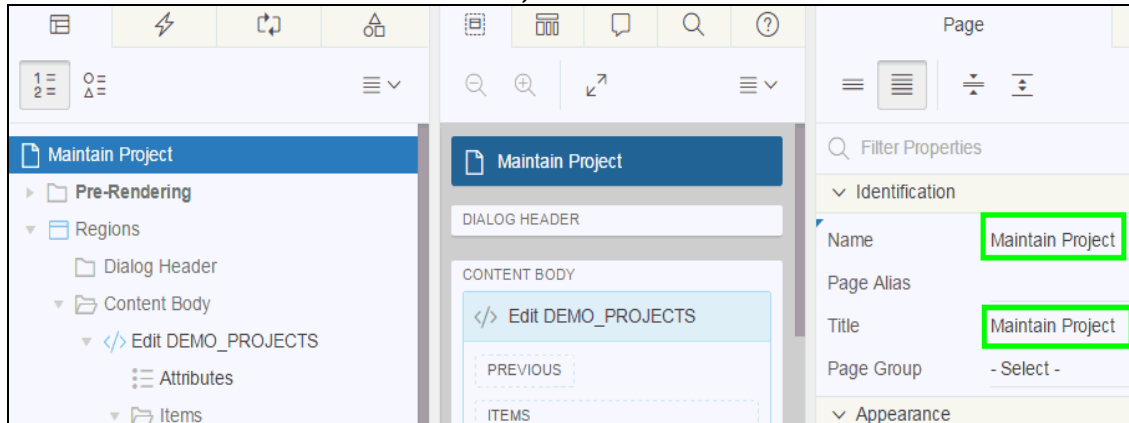 Page
Maintain Project
Pre-Rendering
Regions
Dialog Header
Content Body
</> Edit DEMO_PROJECTS
Attributes
Items
Maintain Project
DIALOG HEADER
CONTENT BODY
</> Edit DEMO_PROJECTS
PREVIOUS
ITEMS
Filter Properties
Identification
Name Maintain Project
Page Alias
Title Maintain Project
Page Group - Select -
Appearance